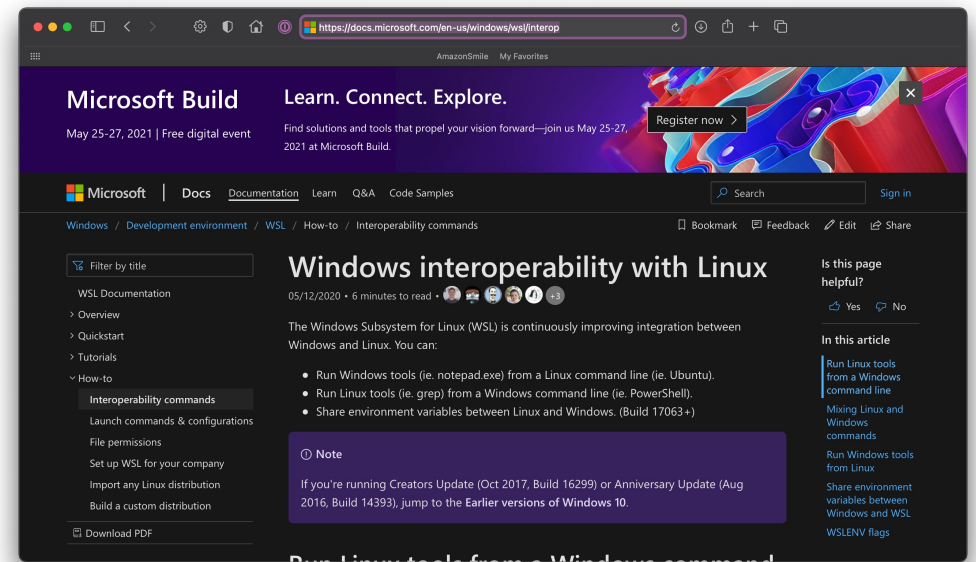 https://docs.microsoft.com/en-us/windows/wsl/interop
AmazonSmile My Favorites
Microsoft Build
May 25-27, 2021 | Free digital event
Learn. Connect. Explore.
Find solutions and tools that propel your vision forward—join us May 25-27,
2021 at Microsoft Build.
Register now >
Microsoft | Docs Documentation Learn Q&A Code Samples
Search
Sign in
Windows / Development environment / WSL / How-to / Interoperability commands
Bookmark Feedback Edit Share
Filter by title
WSL Documentation
> Overview
> Quickstart
> Tutorials
How-to
Interoperability commands
Launch commands & configurations
File permissions
Set up WSL for your company
Import any Linux distribution
Build a custom distribution
Download PDF
Windows interoperability with Linux
05/12/2020 • 6 minutes to read • +3
The Windows Subsystem for Linux (WSL) is continuously improving integration between
Windows and Linux. You can:
• Run Windows tools (ie. notepad.exe) from a Linux command line (ie. Ubuntu).
• Run Linux tools (ie. grep) from a Windows command line (ie. PowerShell).
• Share environment variables between Linux and Windows. (Build 17063+)
Note
If you're running Creators Update (Oct 2017, Build 16299) or Anniversary Update (Aug
2016, Build 14393), jump to the Earlier versions of Windows 10.
Run Linux tools from a Windows command
Is this page
helpful?
Yes No
In this article
Run Linux tools
from a Windows
command line
Mixing Linux and
Windows
commands
Run Windows tools
from Linux
Share environment
variables between
Windows and WSL
WSLENV flags